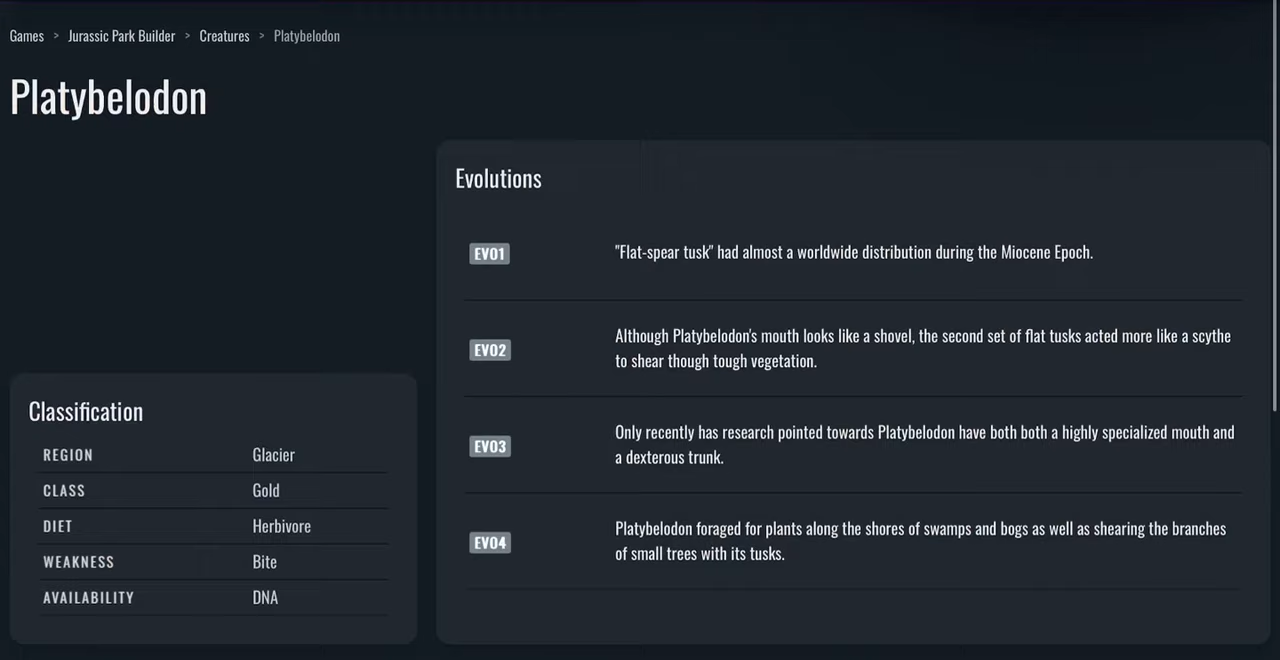 Games > Jurassic Park Builder > Creatures > Platybelodon
Platybelodon
Evolutions
EVO1 "Flat-spear tusk" had almost a worldwide distribution during the Miocene Epoch.
EVO2 Although Platybelodon's mouth looks like a shovel, the second set of flat tusks acted more like a scythe
to shear though tough vegetation.
EVO3 Only recently has research pointed towards Platybelodon have both both a highly specialized mouth and
a dexterous trunk.
EVO4 Platybelodon foraged for plants along the shores of swamps and bogs as well as shearing the branches
of small trees with its tusks.
Classification
REGION Glacier
CLASS Gold
DIET Herbivore
WEAKNESS Bite
AVAILABILITY DNA